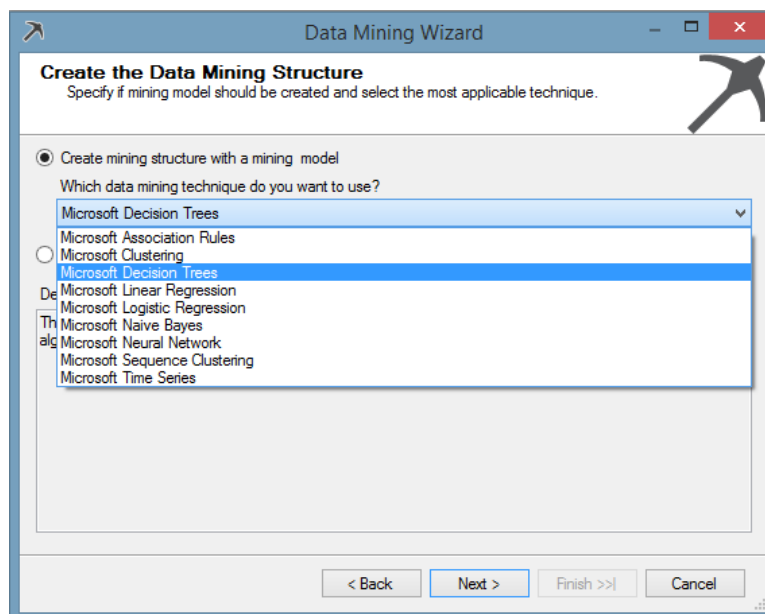 Data Mining Wizard
Create the Data Mining Structure
Specify if mining model should be created and select the most applicable technique.
Create mining structure with a mining model
Which data mining technique do you want to use?
Microsoft Decision Trees
Microsoft Association Rules
Microsoft Clustering
Microsoft Decision Trees
Microsoft Linear Regression
Microsoft Logistic Regression
Microsoft Naive Bayes
Microsoft Neural Network
Microsoft Sequence Clustering
Microsoft Time Series
< Back Next > Finish >>| Cancel